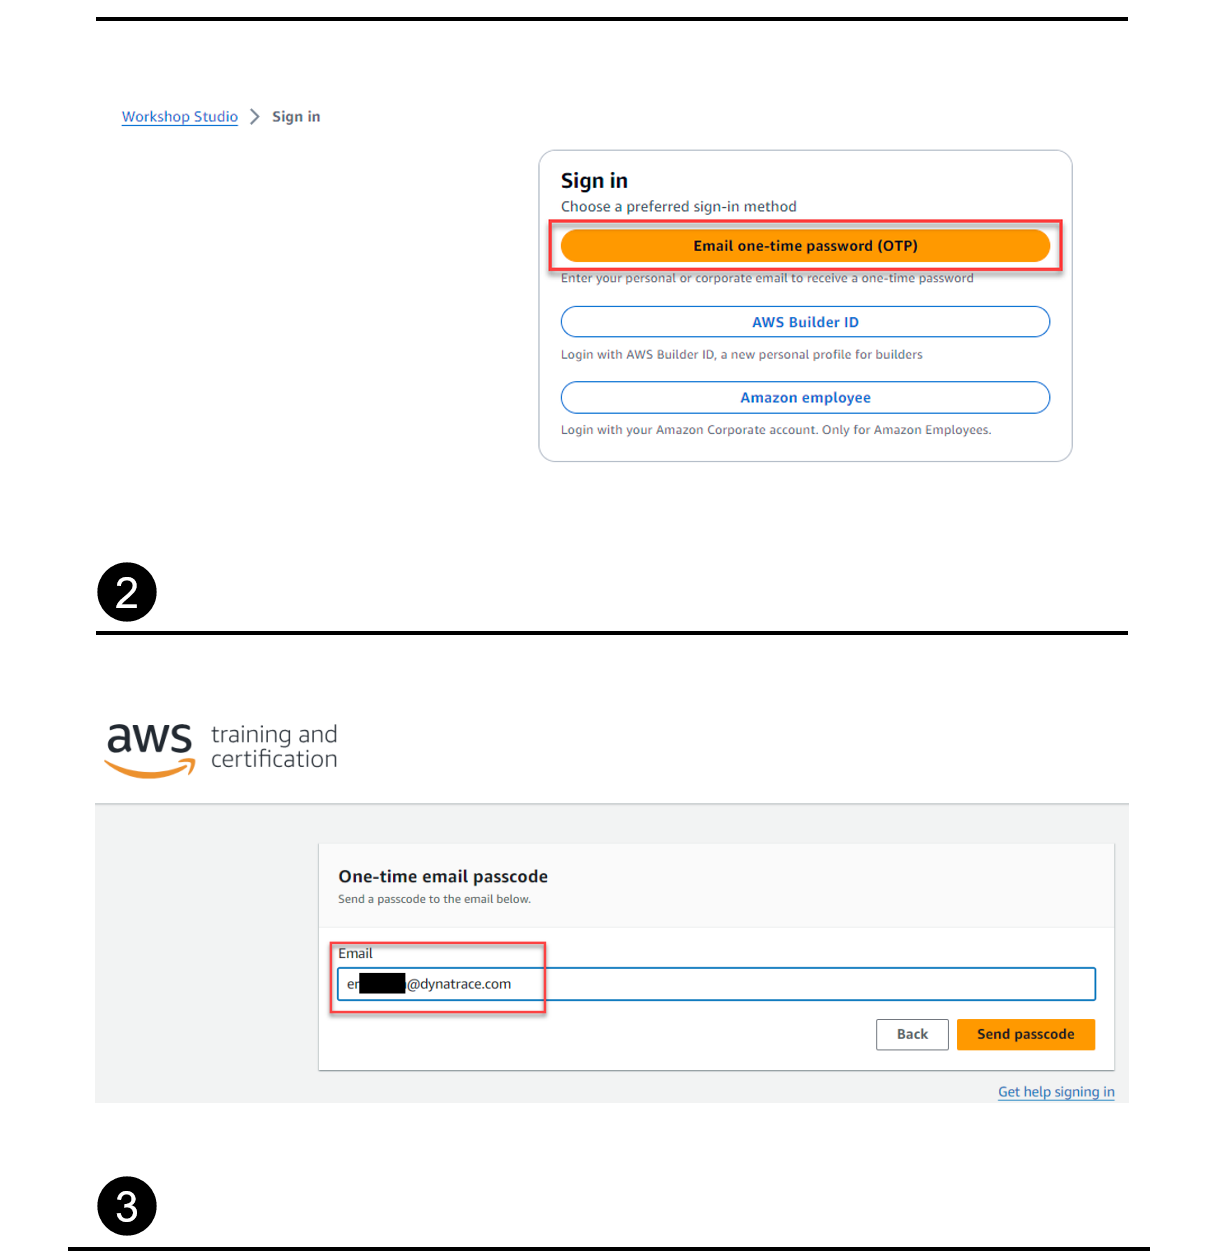 Workshop Studio > Sign in
Sign in
Choose a preferred sign-in method
Email one-time password (OTP)
Enter your personal or corporate email to receive a one-time password
AWS Builder ID
Login with AWS Builder ID, a new personal profile for builders
Amazon employee
Login with your Amazon Corporate account. Only for Amazon Employees.
2
aws training and
certification
One-time email passcode
Send a passcode to the email below.
Email
er @dynatrace.com
Back Send passcode
Get help signing in
3